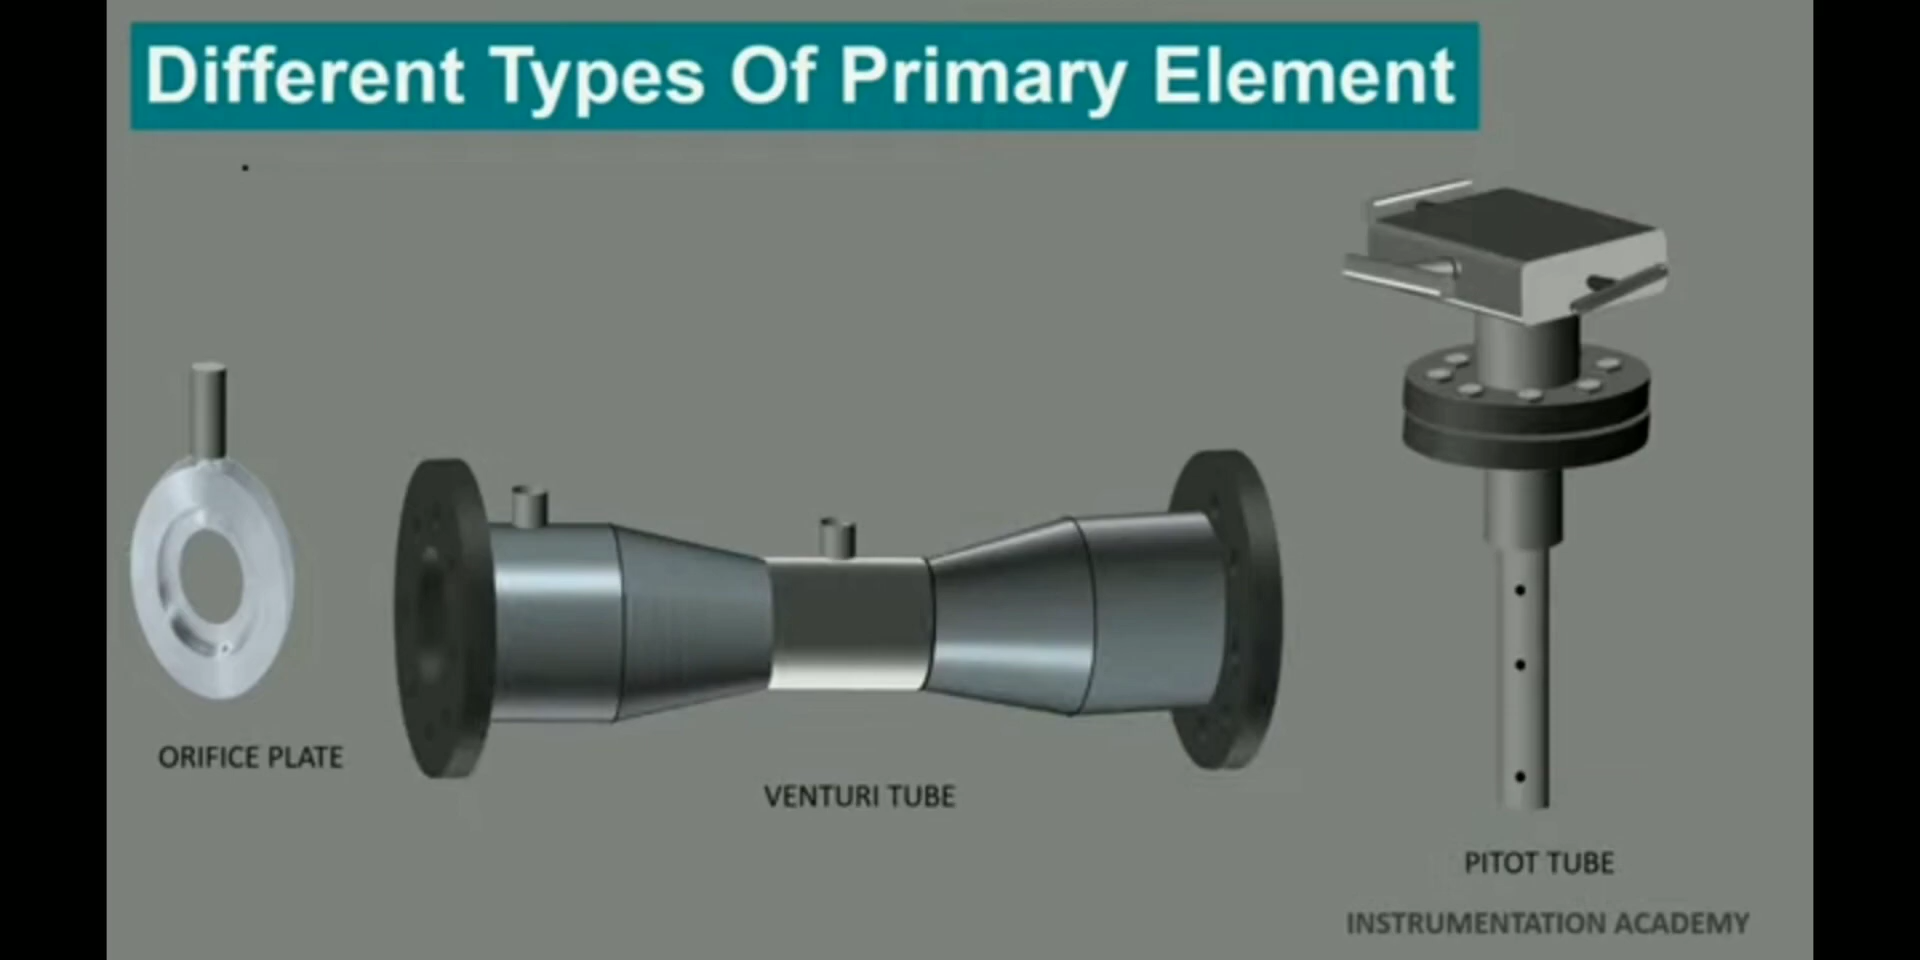 Different Types Of Primary Element
ORIFICE PLATE
VENTURI TUBE
PITOT TUBE
INSTRUMENTATION ACADEMY